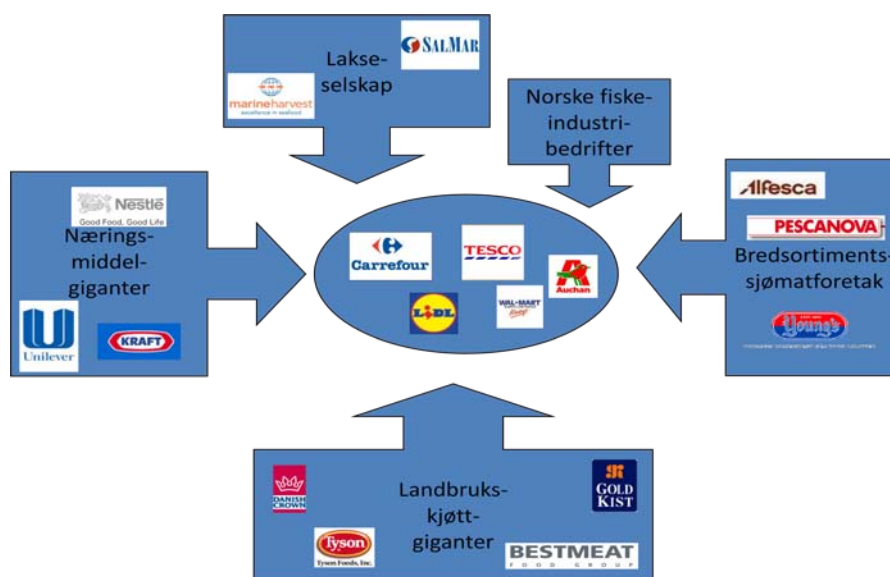 Lakse-
selskap
SALMAR
marineharvest
excellence in seafood
Norske fiske-
industri-
bedrifter
Nestlé
Good Food, Good Life
Nærings-
middel-
giganter
Unilever
KRAFT
Carrefour
TESCO
Auchan
LIDL
WAL-MART
Alfesca
PESCANOVA
Bredsortiments-
sjømatforetak
Young's
DANISH
CROWN
Landbruks-
kjøtt-
giganter
Tyson
Tyson Foods, Inc.
GOLD
KIST
BESTMEAT
FOOD GROUP